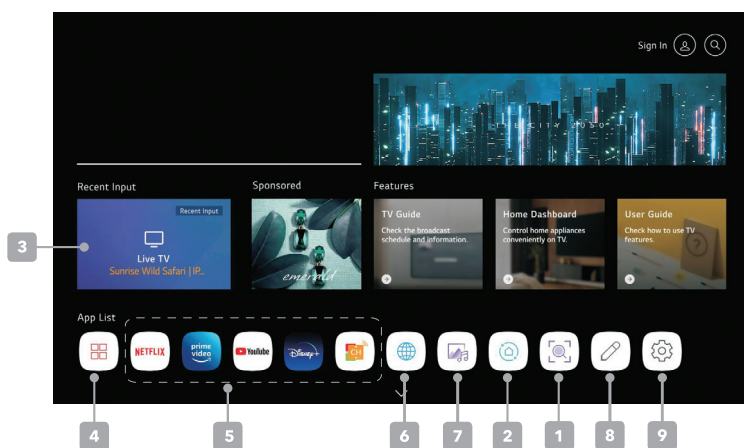 Sign In
THE CITY 2050
Recent Input
Sponsored
Features
Recent Input
Live TV
Sunrise Wild Safari | IP...
emerald
TV Guide
Check the broadcast
schedule and information.
Home Dashboard
Control home appliances
conveniently on TV.
User Guide
Check how to use TV
features.
3
App List
NETFLIX
prime
video
YouTube
Disney+
CH
4
5
6
7
2
1
8
9